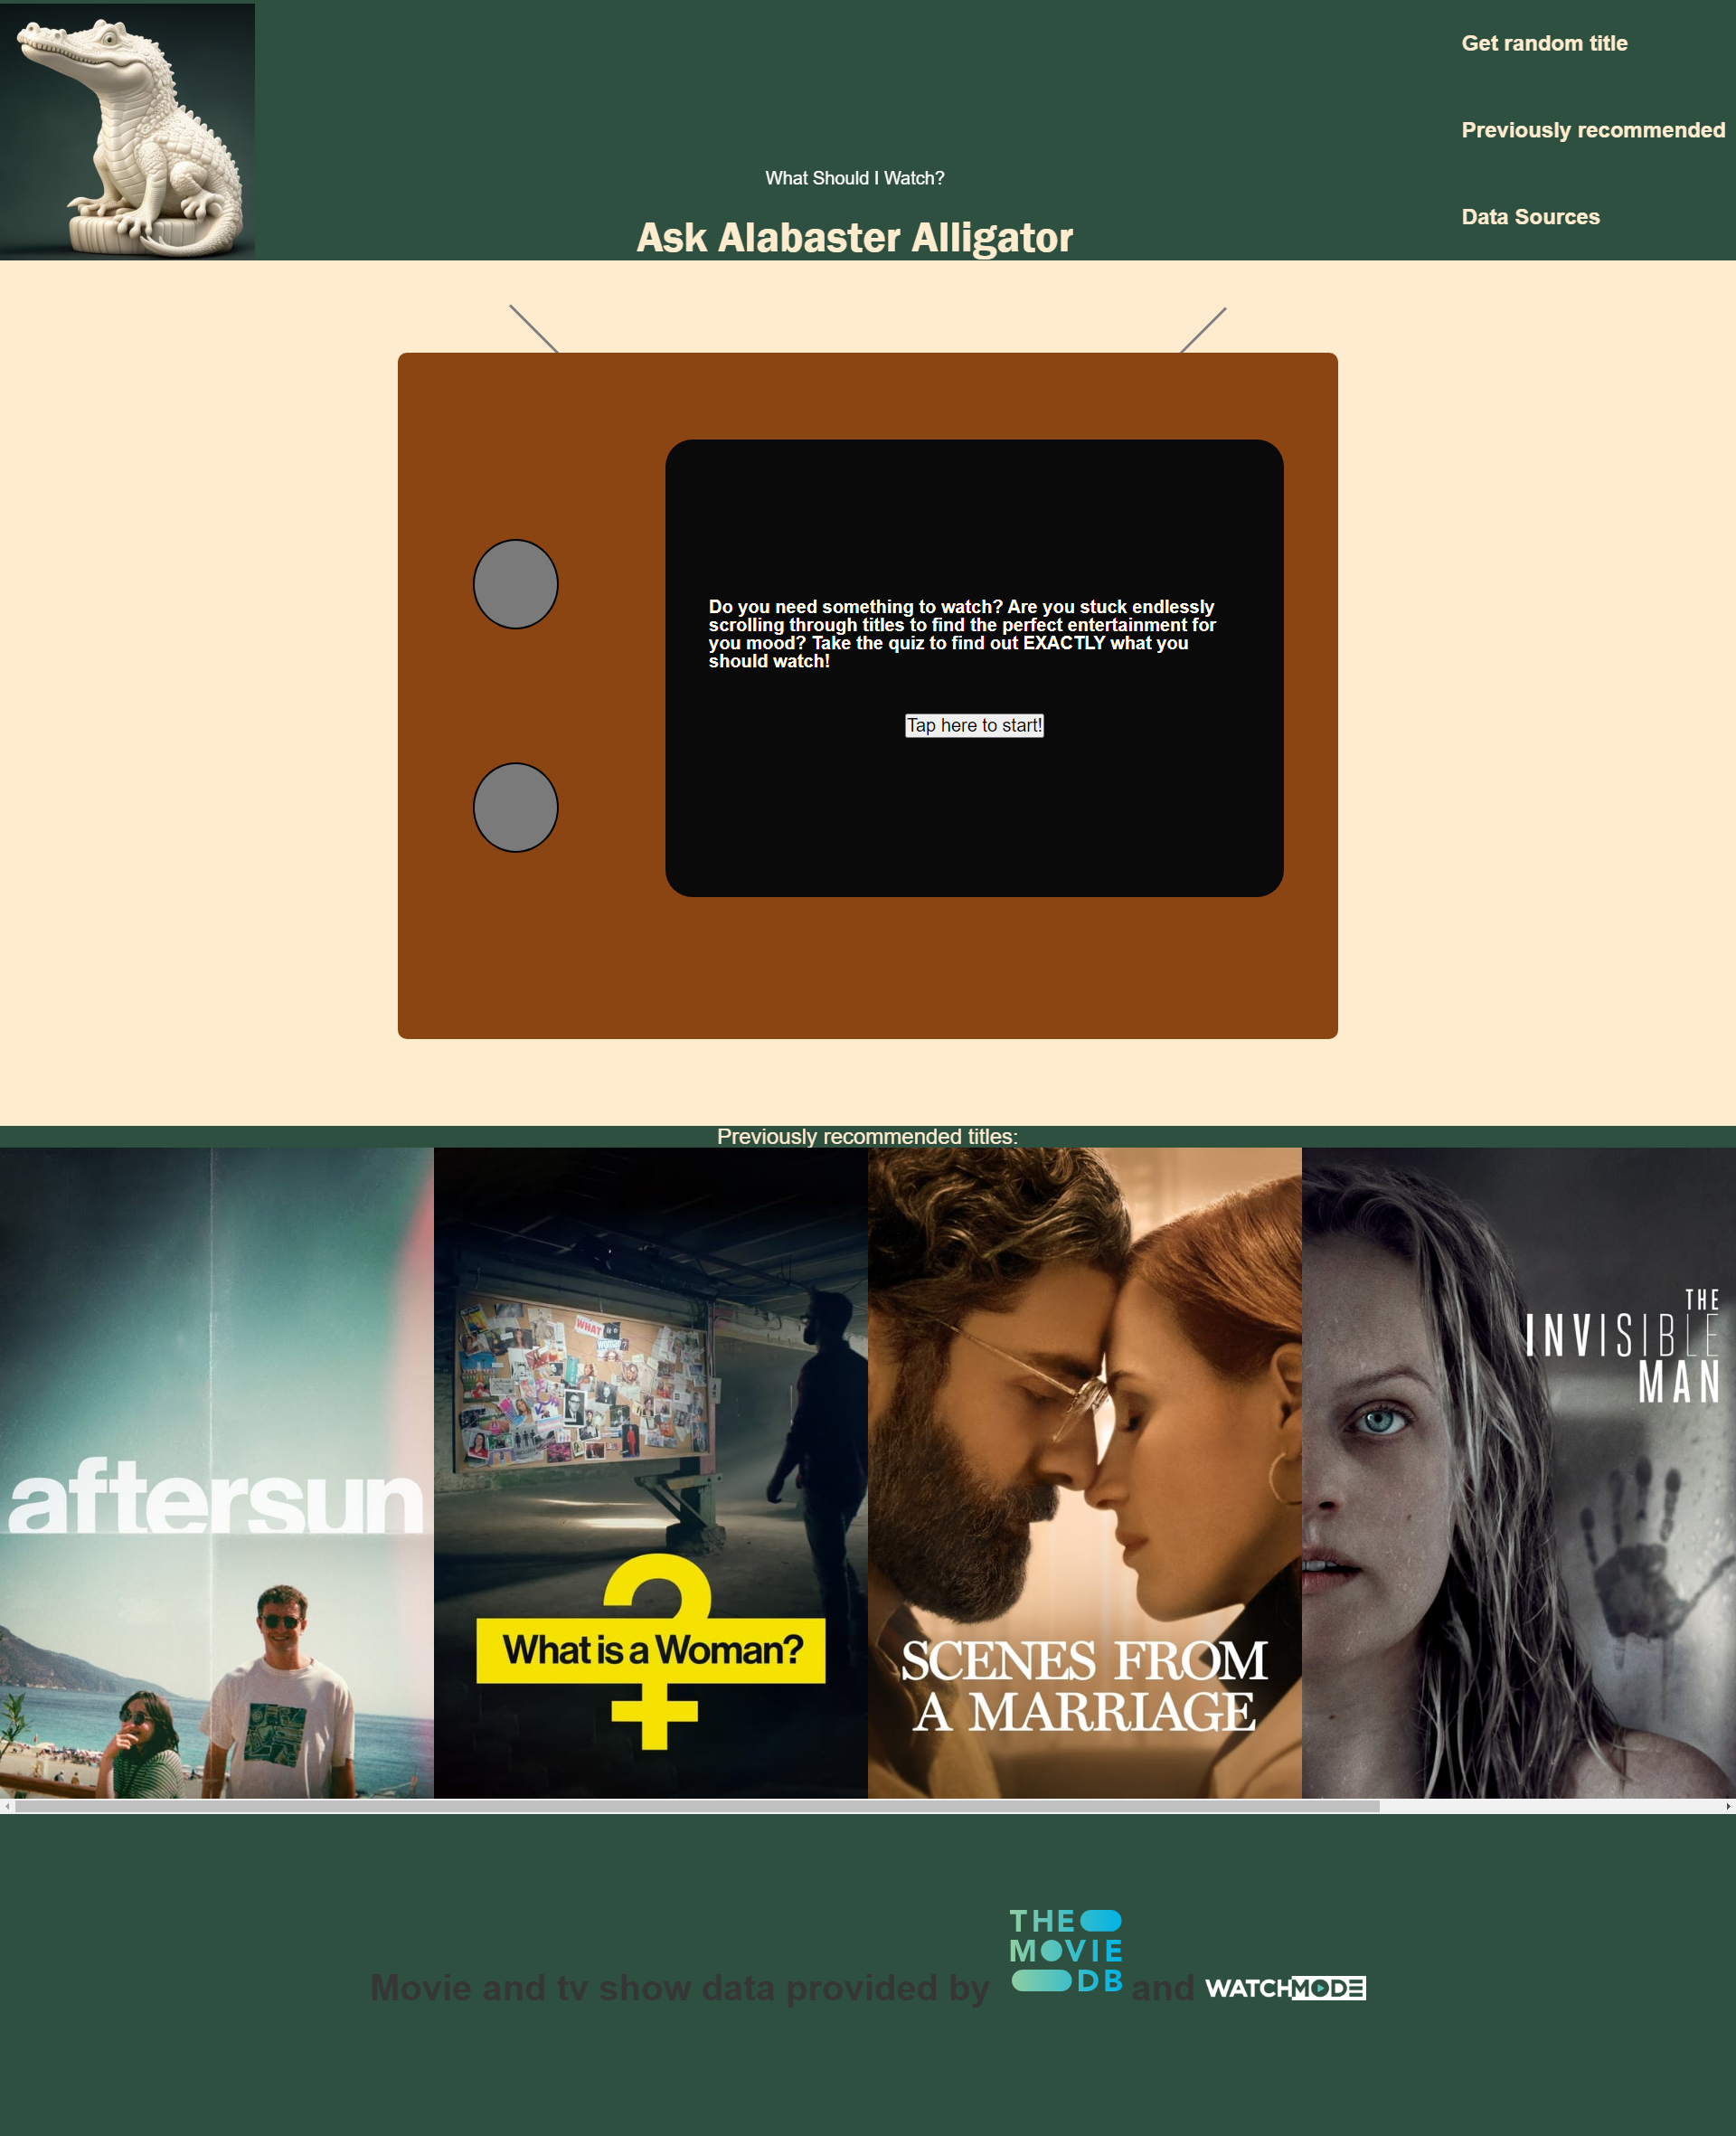 Get random title
Previously recommended
Data Sources
What Should I Watch?
Ask Alabaster Alligator
Do you need something to watch? Are you stuck endlessly
scrolling through titles to find the perfect entertainment for
you mood? Take the quiz to find out EXACTLY what you
should watch!
Tap here to start!
Previously recommended titles:
aftersun
WHAT IS A
WOMAN?
What is a Woman?
SCENES FROM
A MARRIAGE
THE
INVISIBLE
MAN
Movie and tv show data provided by THE MOVIE DB and WATCHMODE